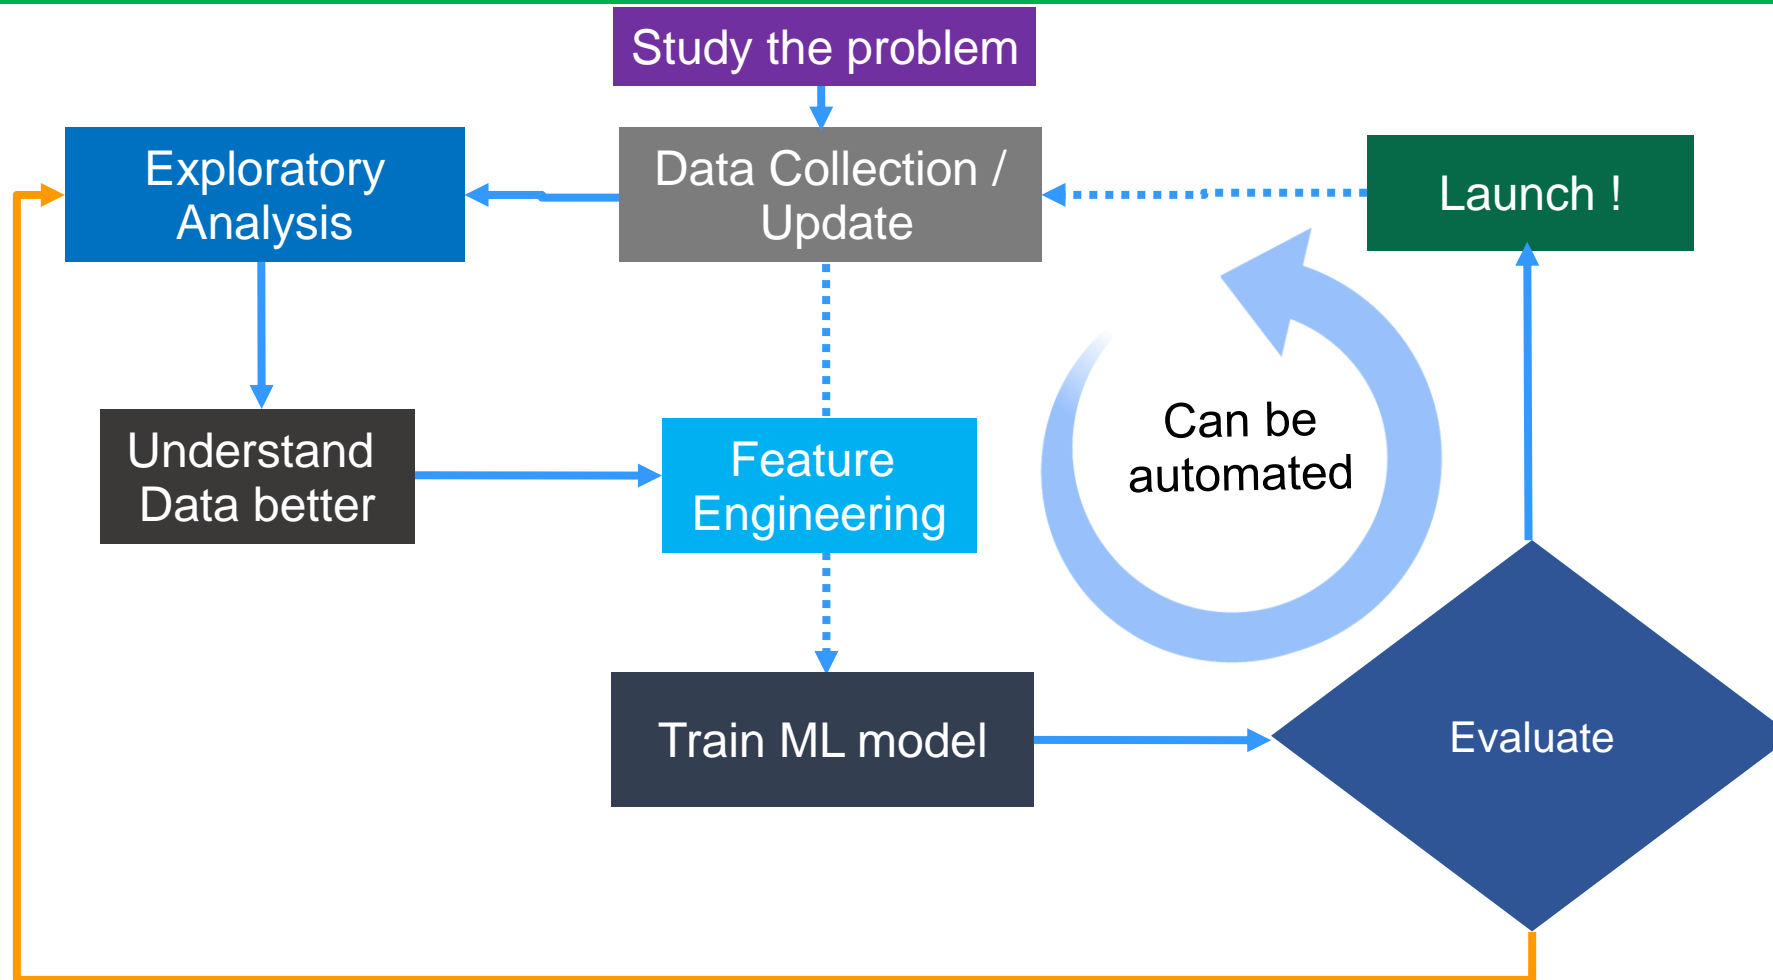 Study the problem
Exploratory
Analysis
Data Collection /
Update
Launch !
Understand
Data better
Feature
Engineering
Can be
automated
Train ML model
Evaluate